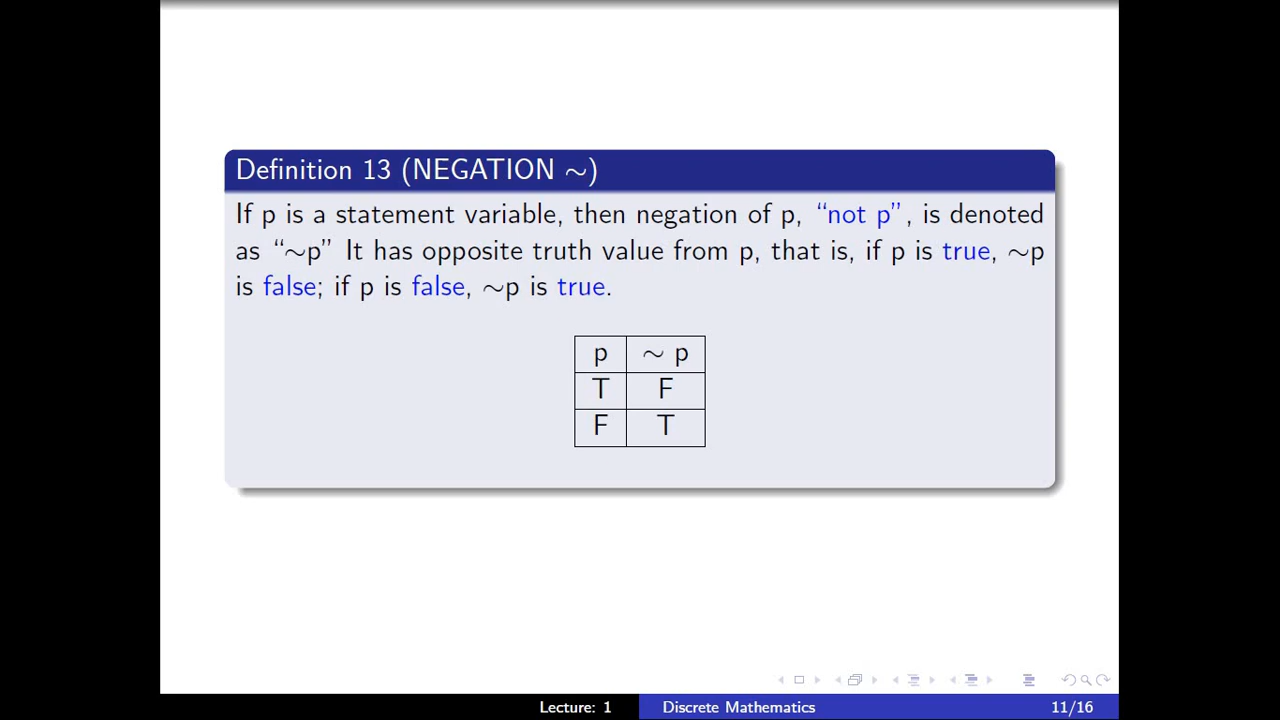 Definition 13 (NEGATION ∼)
If p is a statement variable, then negation of p, “not p”, is denoted
as “∼p” It has opposite truth value from p, that is, if p is true, ∼p
is false; if p is false, ∼p is true.
p ∼ p
T F
F T
Lecture: 1 Discrete Mathematics 11/16